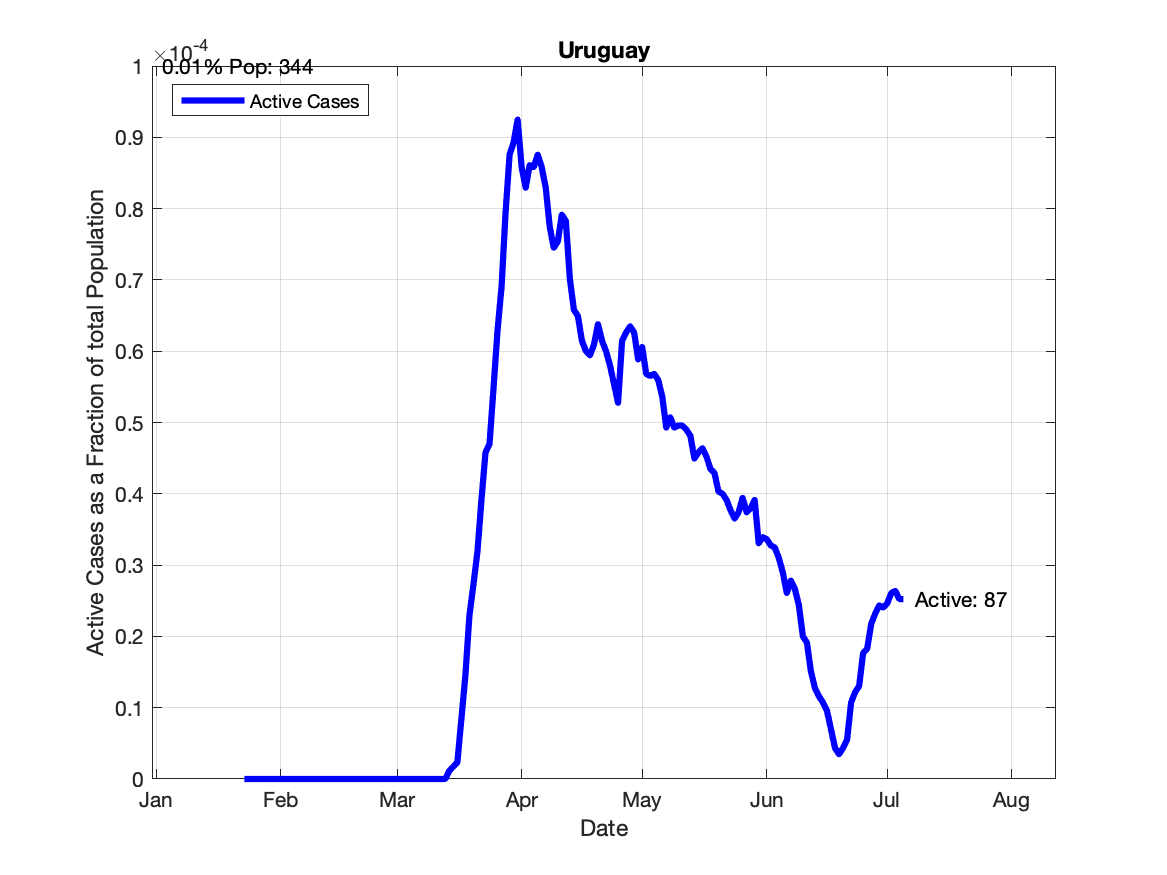 Uruguay
×10-4
0.01% Pop: 344
Active Cases
1
0.9
0.8
0.7
0.6
0.5
0.4
0.3
0.2
0.1
0
Active Cases as a Fraction of total Population
Active: 87
Jan Feb Mar Apr May Jun Jul Aug
Date